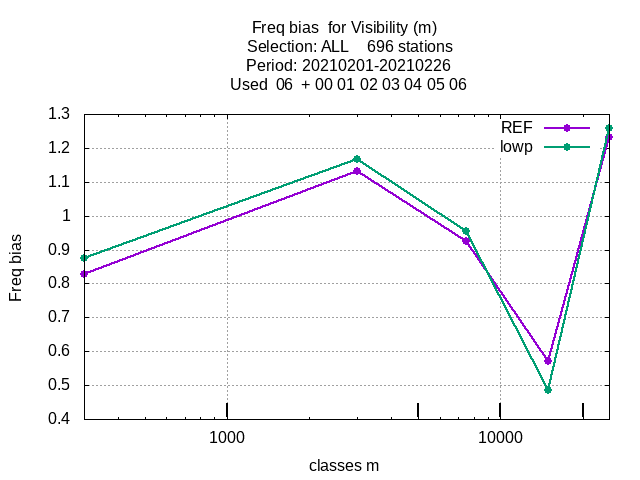 Freq bias  for Visibility (m)
Selection: ALL    696 stations
Period: 20210201-20210226
Used  06  + 00 01 02 03 04 05 06
1.3
REF
1.2
lowp
1.1
1
0.9
0.8
0.7
0.6
0.5
0.4
Freq bias
1000
10000
classes m